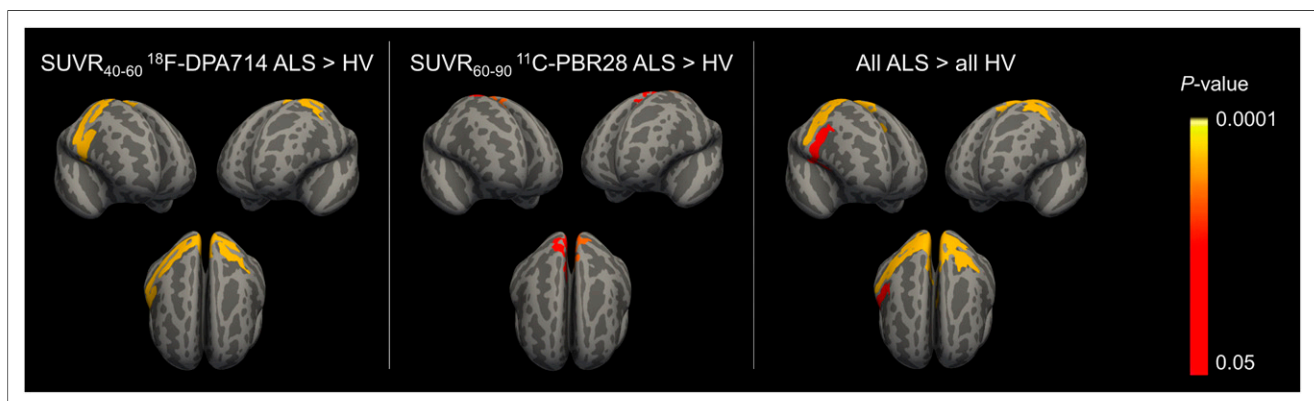 SUVR₄₀₋₆₀ ¹⁸F-DPA714 ALS > HV
SUVR₆₀₋₉₀ ¹¹C-PBR28 ALS > HV
All ALS > all HV
P-value
0.0001
0.05